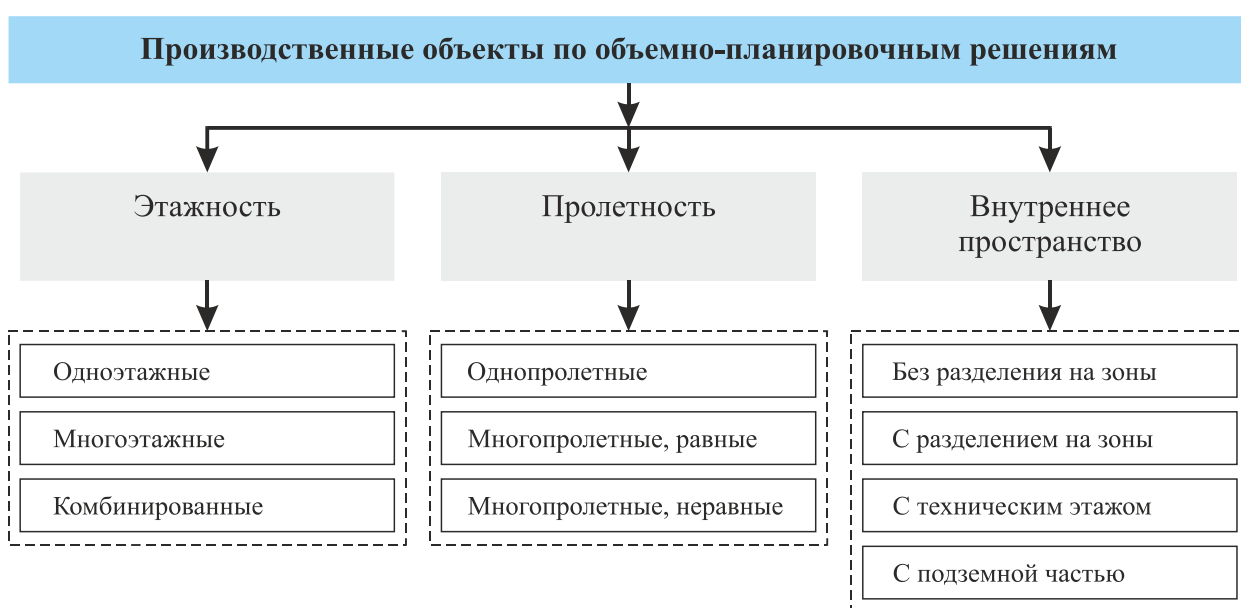 Производственные объекты по объемно-планировочным решениям
Этажность
Одноэтажные
Многоэтажные
Комбинированные
Пролетность
Однопролетные
Многопролетные, равные
Многопролетные, неравные
Внутреннее
пространство
Без разделения на зоны
С разделением на зоны
С техническим этажом
С подземной частью